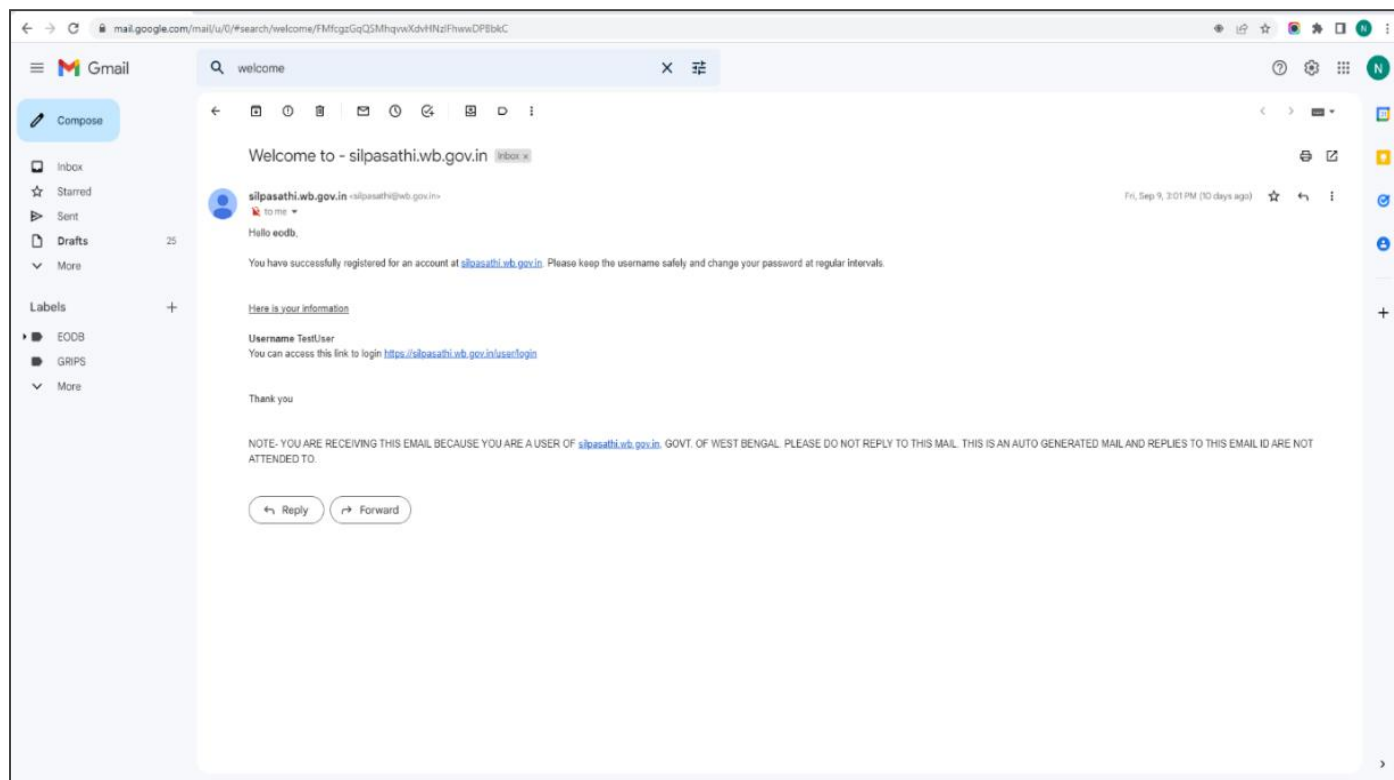 mail.google.com/mail/u/0/#search/welcome/FMfcgzGqQSMhqvwXdvHNzlFhwwDPBbkC
N
Gmail
welcome
N
Compose
Inbox
Starred
Sent
Drafts 25
More
Labels
EODB
GRIPS
More
Welcome to - silpasathi.wb.gov.in Inbox x
silpasathi.wb.gov.in <silpasathi@wb.gov.in>
Fri, Sep 9, 3:01 PM (10 days ago)
to me
Hello eodb,
You have successfully registered for an account at silpasathi.wb.gov.in. Please keep the username safely and change your password at regular intervals.
Here is your information
Username TestUser
You can access this link to login https://silpasathi.wb.gov.in/user/login
Thank you
NOTE- YOU ARE RECEIVING THIS EMAIL BECAUSE YOU ARE A USER OF silpasathi.wb.gov.in, GOVT. OF WEST BENGAL. PLEASE DO NOT REPLY TO THIS MAIL. THIS IS AN AUTO GENERATED MAIL AND REPLIES TO THIS EMAIL ID ARE NOT
ATTENDED TO.
Reply
Forward